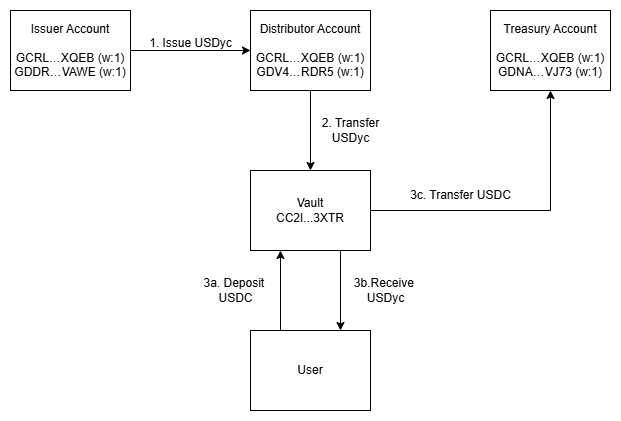 Issuer Account
GCRL...XQEB (w:1)
GDDR...VAWE (w:1)
1. Issue USDyc
Distributor Account
GCRL...XQEB (w:1)
GDV4...RDR5 (w:1)
Treasury Account
GCRL...XQEB (w:1)
GDNA...VJ73 (w:1)
2. Transfer
USDyc
Vault
CC2I...3XTR
3c. Transfer USDC
3a. Deposit
USDC
3b.Receive
USDyc
User